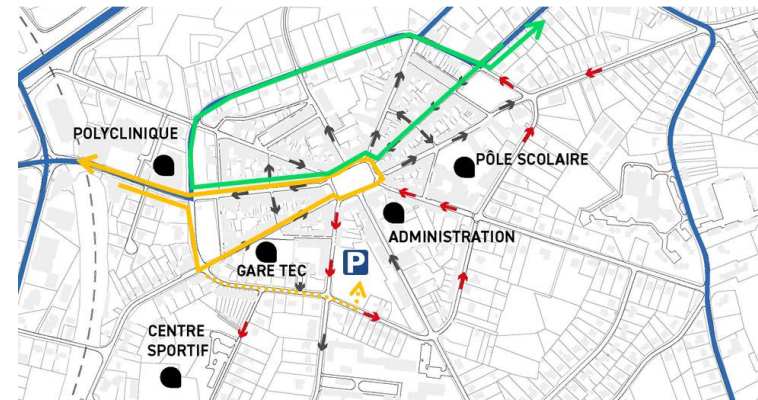 POLYCLINIQUE
PÔLE SCOLAIRE
ADMINISTRATION
GARE TEC
P
CENTRE
SPORTIF